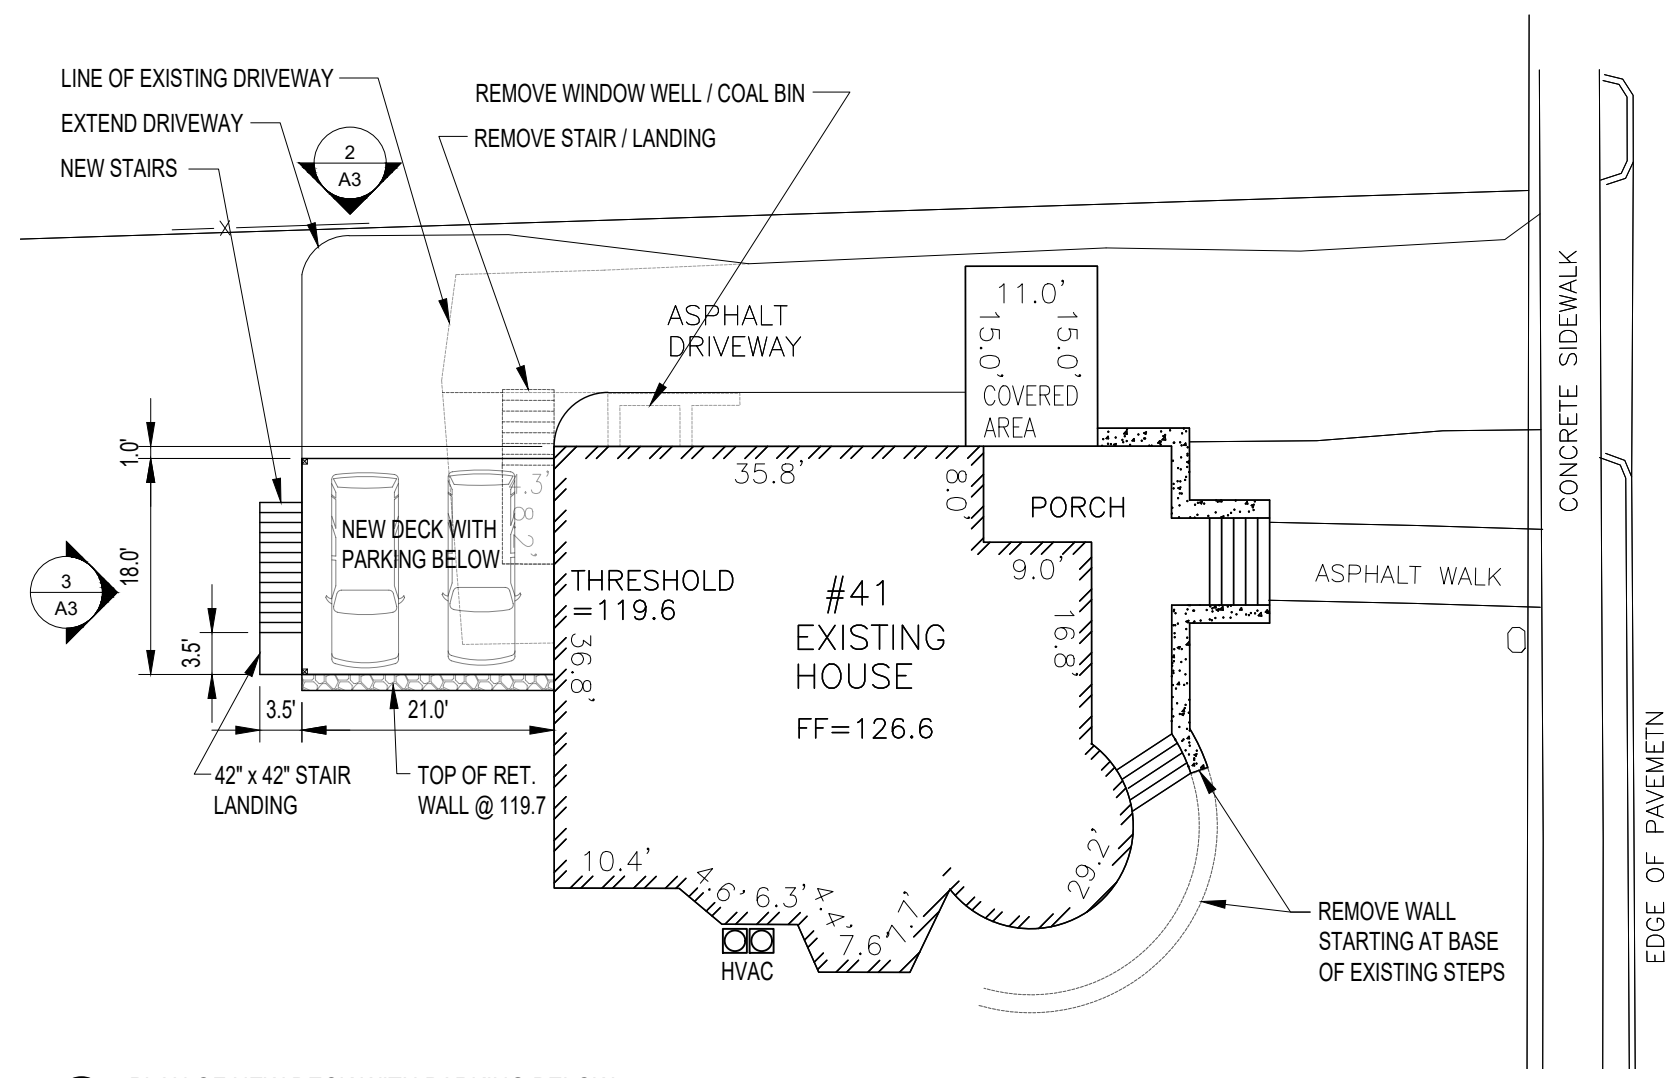 LINE OF EXISTING DRIVEWAY
EXTEND DRIVEWAY
NEW STAIRS
2
A3
REMOVE WINDOW WELL / COAL BIN
REMOVE STAIR / LANDING
X
ASPHALT
DRIVEWAY
11.0'
15.0'
15.0'
COVERED
AREA
CONCRETE SIDEWALK
1.0'
18.0'
3.5'
3
A3
4.3'
8.2'
NEW DECK WITH
PARKING BELOW
35.8'
8.0'
PORCH
9.0'
16.8'
THRESHOLD
=119.6
36.8'
#41
EXISTING
HOUSE
FF=126.6
ASPHALT WALK
3.5'
21.0'
42" x 42" STAIR
LANDING
TOP OF RET.
WALL @ 119.7
10.4'
4.6'
6.3'
4.4'
7.6'
7.7'
29.2'
HVAC
REMOVE WALL
STARTING AT BASE
OF EXISTING STEPS
EDGE OF PAVEMETN